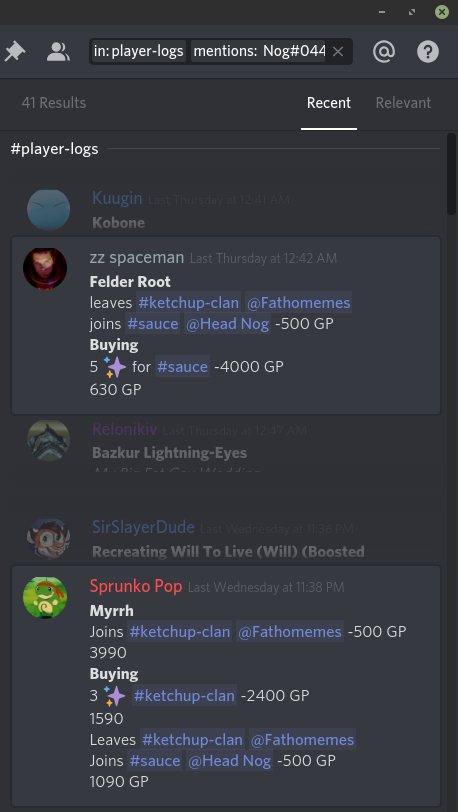 in: player-logs mentions: Nog#044
41 Results
Recent
Relevant
#player-logs
Kuugin Last Thursday at 12:41 AM
Kobone
zz spaceman Last Thursday at 12:42 AM
Felder Root
leaves #ketchup-clan @Fathomemes
joins #sauce @Head Nog -500 GP
Buying
5 ✨ for #sauce -4000 GP
630 GP
Relonikiv Last Thursday at 12:47 AM
Bazkur Lightning-Eyes
My Big Fat Gay Wedding
SirSlayerDude Last Wednesday at 11:36 PM
Recreating Will To Live (Will) (Boosted
Sprunko Pop Last Wednesday at 11:38 PM
Myrrh
Joins #ketchup-clan @Fathomemes -500 GP
3990
Buying
3 ✨ #ketchup-clan -2400 GP
1590
Leaves #ketchup-clan @Fathomemes
Joins #sauce @Head Nog -500 GP
1090 GP